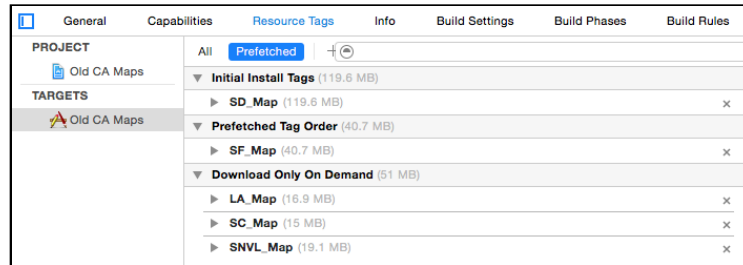 General Capabilities Resource Tags Info Build Settings Build Phases Build Rules
PROJECT
Old CA Maps
TARGETS
Old CA Maps
All Prefetched +
Initial Install Tags (119.6 MB)
SD_Map (119.6 MB) ×
Prefetched Tag Order (40.7 MB)
SF_Map (40.7 MB) ×
Download Only On Demand (51 MB)
LA_Map (16.9 MB) ×
SC_Map (15 MB) ×
SNVL_Map (19.1 MB) ×